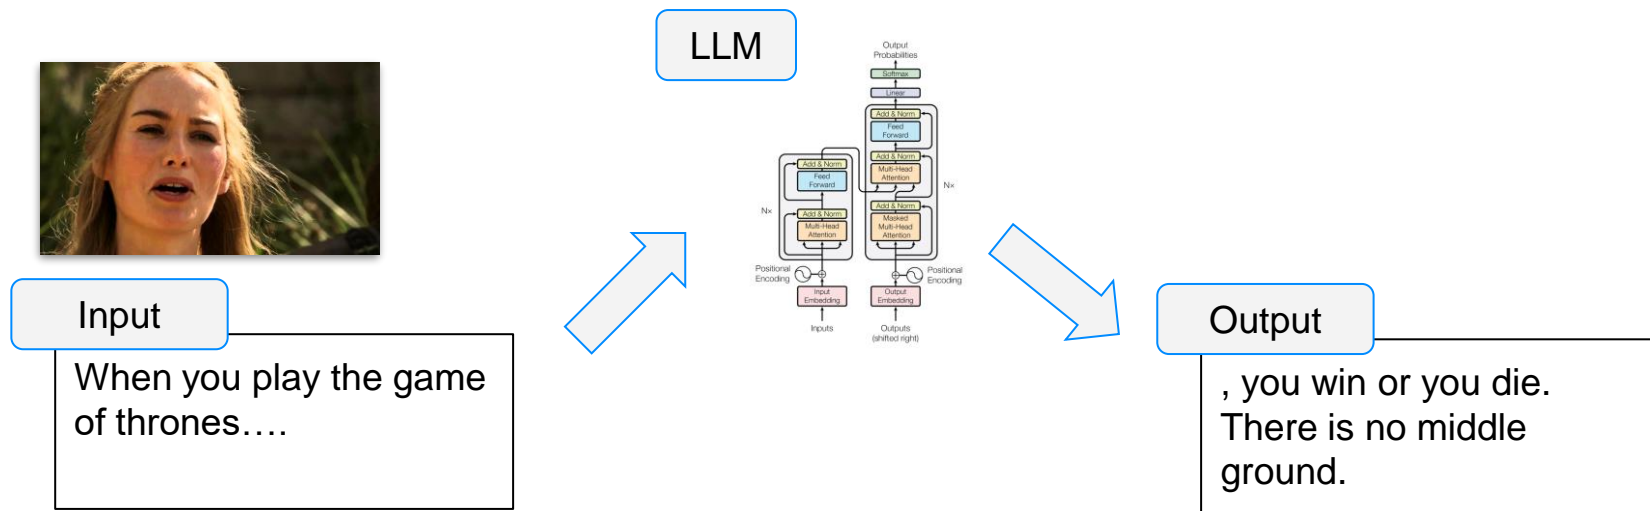 LLM
Input
When you play the game
of thrones….
Output
Probabilities
Softmax
Linear
Add & Norm
Feed
Forward
Add & Norm
Multi-Head
Attention
Add & Norm
Masked
Multi-Head
Attention
Nx
Add & Norm
Feed
Forward
Nx
Add & Norm
Multi-Head
Attention
Positional
Encoding
Positional
Encoding
Input
Embedding
Output
Embedding
Inputs
Outputs
(shifted right)
Output
, you win or you die.
There is no middle
ground.